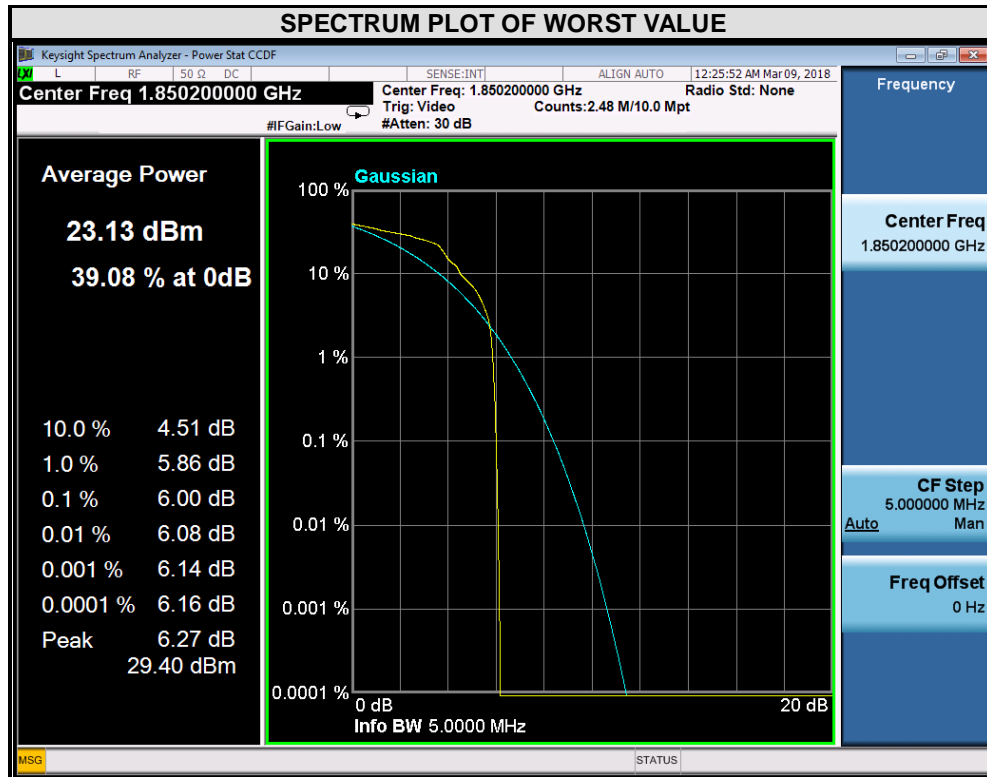 SPECTRUM PLOT OF WORST VALUE
Keysight Spectrum Analyzer - Power Stat CCDF
LXI L RF 50 Ω DC SENSE:INT ALIGN AUTO 12:25:52 AM Mar 09, 2018
Center Freq 1.850200000 GHz
#IFGain:Low
Center Freq: 1.850200000 GHz
Radio Std: None
Trig: Video
Counts:2.48 M/10.0 Mpt
#Atten: 30 dB
Average Power
23.13 dBm
39.08 % at 0dB
10.0 % 4.51 dB
1.0 % 5.86 dB
0.1 % 6.00 dB
0.01 % 6.08 dB
0.001 % 6.14 dB
0.0001 % 6.16 dB
Peak 6.27 dB
29.40 dBm
Gaussian
100 %
10 %
1 %
0.1 %
0.01 %
0.001 %
0.0001 %
0 dB
20 dB
Info BW 5.0000 MHz
Frequency
Center Freq
1.850200000 GHz
CF Step
5.000000 MHz
Auto Man
Freq Offset
0 Hz
MSG
STATUS